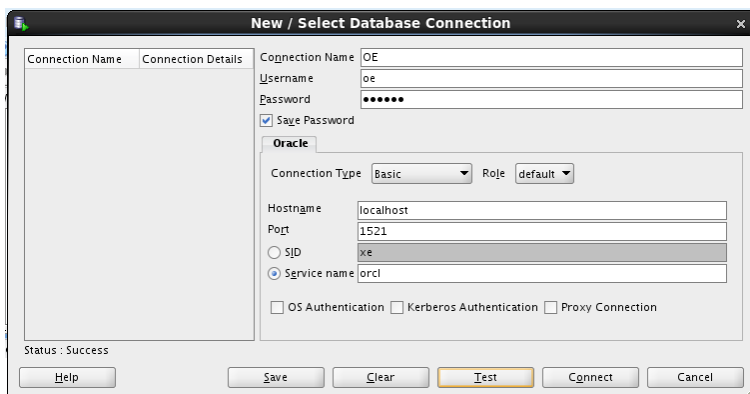 New / Select Database Connection
Connection Name Connection Details
Connection Name OE
Username oe
Password ••••••
Save Password
Oracle
Connection Type Basic Role default
Hostname localhost
Port 1521
SID xe
Service name orcl
OS Authentication Kerberos Authentication Proxy Connection
Status : Success
Help Save Clear Test Connect Cancel